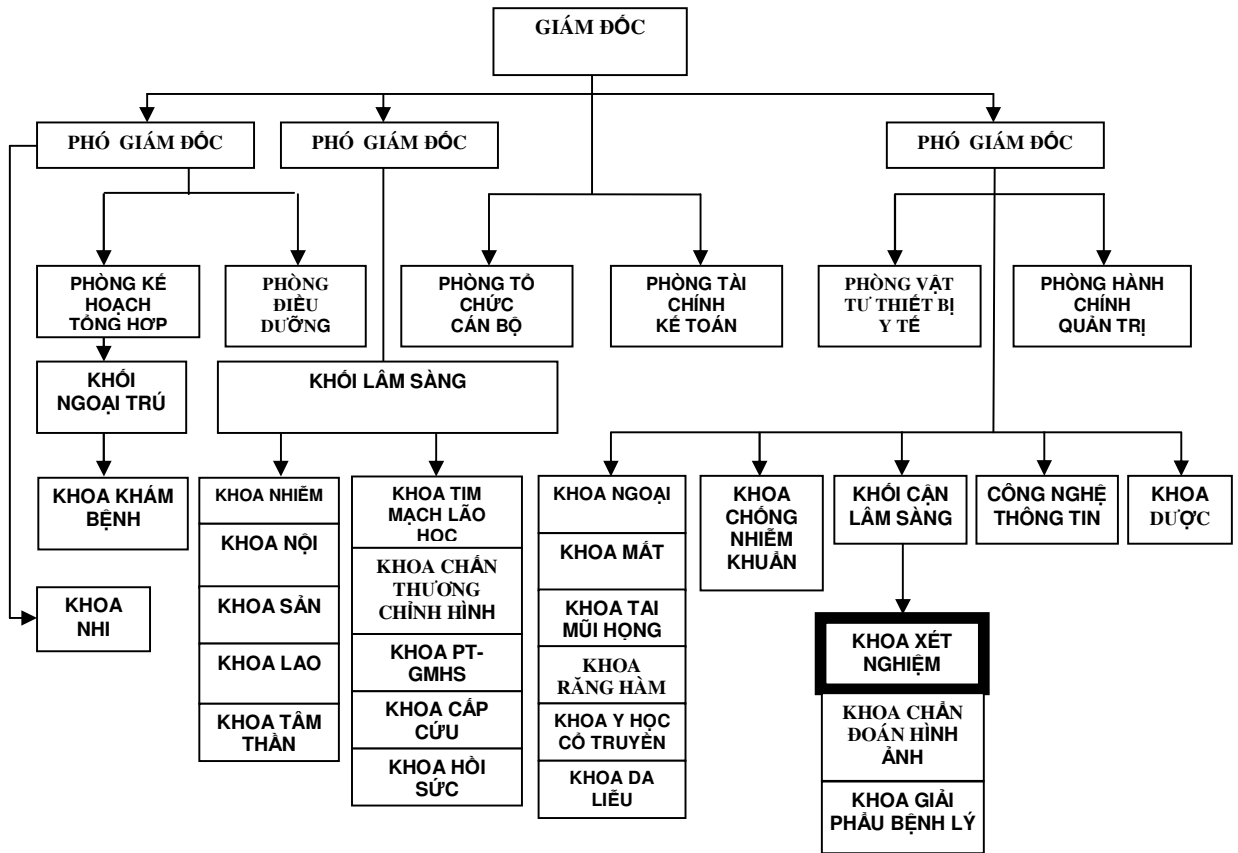 GIÁM ĐỐC
PHÓ GIÁM ĐỐC
PHÓ GIÁM ĐỐC
PHÓ GIÁM ĐỐC
PHÒNG KẾ
HOẠCH
TỔNG HỢP
PHÒNG
ĐIỀU
DƯỠNG
PHÒNG TỔ
CHỨC
CÁN BỘ
PHÒNG TÀI
CHÍNH
KẾ TOÁN
PHÒNG VẬT
TƯ THIẾT BỊ
Y TẾ
PHÒNG HÀNH
CHÍNH
QUẢN TRỊ
KHỐI
NGOẠI TRÚ
KHỐI LÂM SÀNG
KHOA KHÁM
BỆNH
KHOA NHI
KHOA NHIỄM
KHOA NỘI
KHOA SẢN
KHOA LAO
KHOA TÂM
THẦN
KHOA TIM
MẠCH LÃO
HỌC
KHOA CHẤN
THƯƠNG
CHỈNH HÌNH
KHOA PT-
GMHS
KHOA CẤP
CỨU
KHOA HỒI
SỨC
KHOA NGOẠI
KHOA MẮT
KHOA TAI
MŨI HỌNG
KHOA
RĂNG HÀM
KHOA Y HỌC
CỔ TRUYỀN
KHOA DA
LIỄU
KHOA
CHỐNG
NHIỄM
KHUẨN
KHỐI CẬN
LÂM SÀNG
CÔNG NGHỆ
THÔNG TIN
KHOA
DƯỢC
KHOA XÉT
NGHIỆM
KHOA CHẨN
ĐOÁN HÌNH
ẢNH
KHOA GIẢI
PHẪU BỆNH LÝ